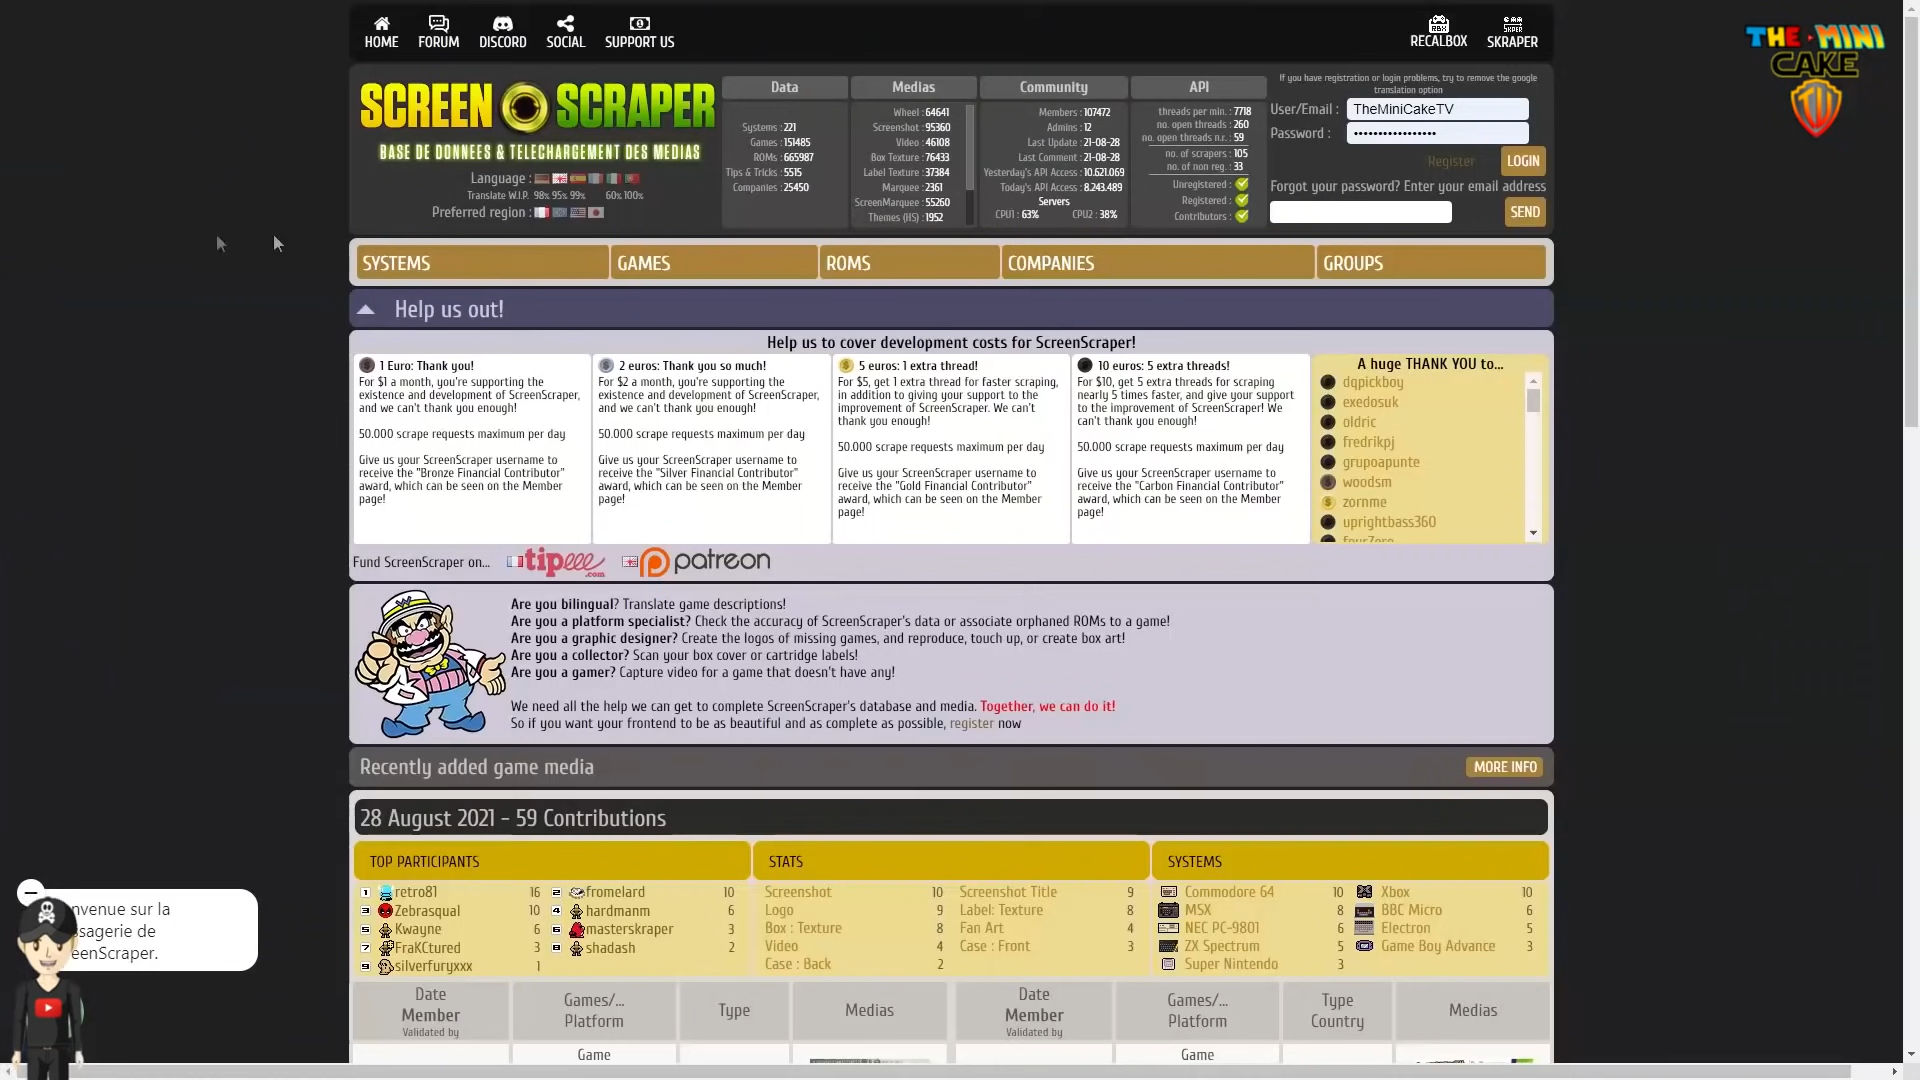 HOME FORUM DISCORD SOCIAL SUPPORT US RECALBOX SKRAPER
THE MINI
CAKE
SCREEN SCRAPER
BASE DE DONNEES & TELECHARGEMENT DES MEDIAS
Language :
Translate W.I.P. 98% 95% 99% 60% 100%
Preferred region :
Data
Systems : 221
Games : 151485
ROMs : 665987
Tips & Tricks : 5515
Companies : 25450
Medias
Wheel : 64641
Screenshot : 95360
Video : 46108
Box Texture : 76433
Label Texture : 37384
Marquee : 2361
ScreenMarquee : 55260
Themes (HS) : 1952
Community
Members : 107472
Admins : 12
Last Update : 21-08-28
Last Comment : 21-08-28
Yesterday's API Access : 10.621.069
Today's API Access : 8.243.489
Servers
CPU1 : 63% CPU2 : 38%
API
threads per min. : 7718
no. open threads : 260
no. open threads n.r. : 59
no. of scrapers : 105
no. of non reg. : 33
Unregistered :
Registered :
Contributors :
If you have registration or login problems, try to remove the google
translation option
User/Email : TheMiniCakeTV
Password : •••••••••••••••••
Register LOGIN
Forgot your password? Enter your email address
SEND
SYSTEMS GAMES ROMS COMPANIES GROUPS
Help us out!
Help us to cover development costs for ScreenScraper!
1 Euro: Thank you!
For $1 a month, you're supporting the
existence and development of ScreenScraper,
and we can't thank you enough!
50.000 scrape requests maximum per day
Give us your ScreenScraper username to
receive the "Bronze Financial Contributor"
award, which can be seen on the Member
page!
2 euros: Thank you so much!
For $2 a month, you're supporting the
existence and development of ScreenScraper,
and we can't thank you enough!
50.000 scrape requests maximum per day
Give us your ScreenScraper username to
receive the "Silver Financial Contributor"
award, which can be seen on the Member
page!
5 euros: 1 extra thread!
For $5, get 1 extra thread for faster scraping,
in addition to giving your support to the
improvement of ScreenScraper. We can't
thank you enough!
50.000 scrape requests maximum per day
Give us your ScreenScraper username to
receive the "Gold Financial Contributor"
award, which can be seen on the Member
page!
10 euros: 5 extra threads!
For $10, get 5 extra threads for scraping
nearly 5 times faster, and give your support
to the improvement of ScreenScraper! We
can't thank you enough!
50.000 scrape requests maximum per day
Give us your ScreenScraper username to
receive the "Carbon Financial Contributor"
award, which can be seen on the Member
page!
A huge THANK YOU to...
dqpickboy
exedosuk
oldric
fredrikpj
grupoapunte
woodsm
zornme
uprightbass360
fourZero
Fund ScreenScraper on... tipeee.com patreon
Are you bilingual? Translate game descriptions!
Are you a platform specialist? Check the accuracy of ScreenScraper's data or associate orphaned ROMs to a game!
Are you a graphic designer? Create the logos of missing games, and reproduce, touch up, or create box art!
Are you a collector? Scan your box cover or cartridge labels!
Are you a gamer? Capture video for a game that doesn't have any!
We need all the help we can get to complete ScreenScraper's database and media. Together, we can do it!
So if you want your frontend to be as beautiful and as complete as possible, register now
Recently added game media MORE INFO
28 August 2021 - 59 Contributions
TOP PARTICIPANTS
1 retro81 16 2 fromelard 10
3 Zebrasqual 10 4 hardmanm 6
5 Kwayne 6 6 masterskraper 3
7 FraKCtured 3 8 shadash 2
9 silverfuryxxx 1
STATS
Screenshot 10 Screenshot Title 9
Logo 9 Label: Texture 8
Box : Texture 8 Fan Art 4
Video 4 Case : Front 3
Case : Back 2
SYSTEMS
Commodore 64 10 Xbox 10
MSX 8 BBC Micro 6
NEC PC-9801 6 Electron 5
ZX Spectrum 5 Game Boy Advance 3
Super Nintendo 3
Date
Member
Validated by
Games/...
Platform
Type
Medias
Date
Member
Validated by
Games/...
Platform
Type
Country
Medias
Game Game
nvenue sur la
ssagerie de
eenScraper.